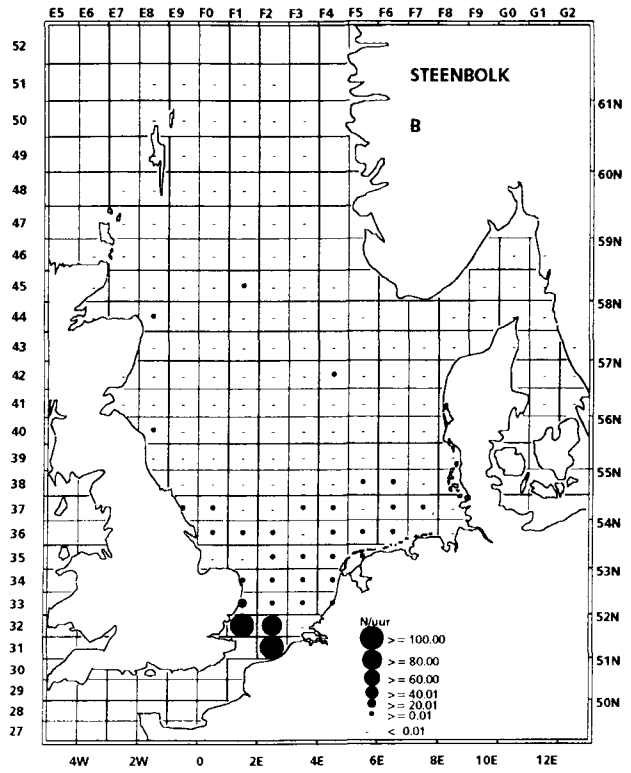 E5 E6 E7 E8 E9 F0 F1 F2 F3 F4 F5 F6 F7 F8 F9 G0 G1 G2
52
STEENBOLK
51
61N
50
B
49
60N
48
47
59N
46
45
58N
44
43
57N
42
41
56N
40
39
55N
38
37
54N
36
35
53N
34
33
N/uur
32
>= 100.00
31
>= 80.00
51N
30
>= 60.00
29
>= 40.01
50N
28
>= 20.01
>= 0.01
27
< 0.01
4W 2W 0 2E 4E 6E 8E 10E 12E